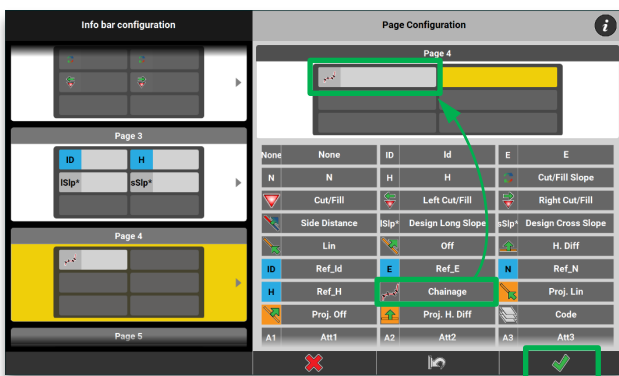 Info bar configuration
Page 3
ID H
lSlp* sSlp*
Page 4
Page 5
Page Configuration
i
Page 4
None None ID Id E E
N N H H Cut/Fill Slope
Cut/Fill Left Cut/Fill Right Cut/Fill
Side Distance lSlp* Design Long Slope sSlp* Design Cross Slope
Lin Off H. Diff
ID Ref_Id E Ref_E N Ref_N
H Ref_H Chainage Proj. Lin
Proj. Off Proj. H. Diff Code
A1 Att1 A2 Att2 A3 Att3